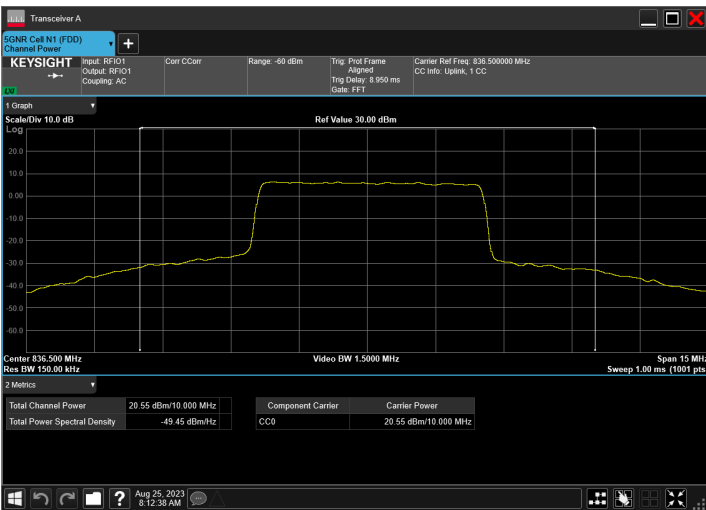 Transceiver A
5GNR Cell N1 (FDD)
Channel Power
KEYSIGHT
LXI
Input: RFIO1
Output: RFIO1
Coupling: AC
Corr CCorr
Range: -60 dBm
Trig: Prot Frame
Aligned
Trig Delay: 8.950 ms
Gate: FFT
Carrier Ref Freq: 836.500000 MHz
CC Info: Uplink, 1 CC
1 Graph
Scale/Div 10.0 dB
Ref Value 30.00 dBm
Log
20.0
10.0
0.00
-10.0
-20.0
-30.0
-40.0
-50.0
-60.0
Center 836.500 MHz
Video BW 1.5000 MHz
Span 15 MHz
Res BW 150.00 kHz
Sweep 1.00 ms (1001 pts
2 Metrics
Total Channel Power 20.55 dBm/10.000 MHz
Total Power Spectral Density -49.45 dBm/Hz
Component Carrier Carrier Power
CC0 20.55 dBm/10.000 MHz
Aug 25, 2023
8:12:38 AM